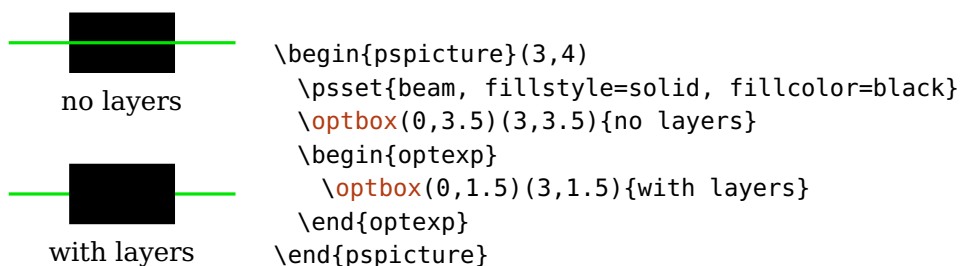 no layers
with layers
\begin{pspicture}(3,4)
  \psset{beam, fillstyle=solid, fillcolor=black}
  \optbox(0,3.5)(3,3.5){no layers}
  \begin{optexp}
    \optbox(0,1.5)(3,1.5){with layers}
  \end{optexp}
\end{pspicture}